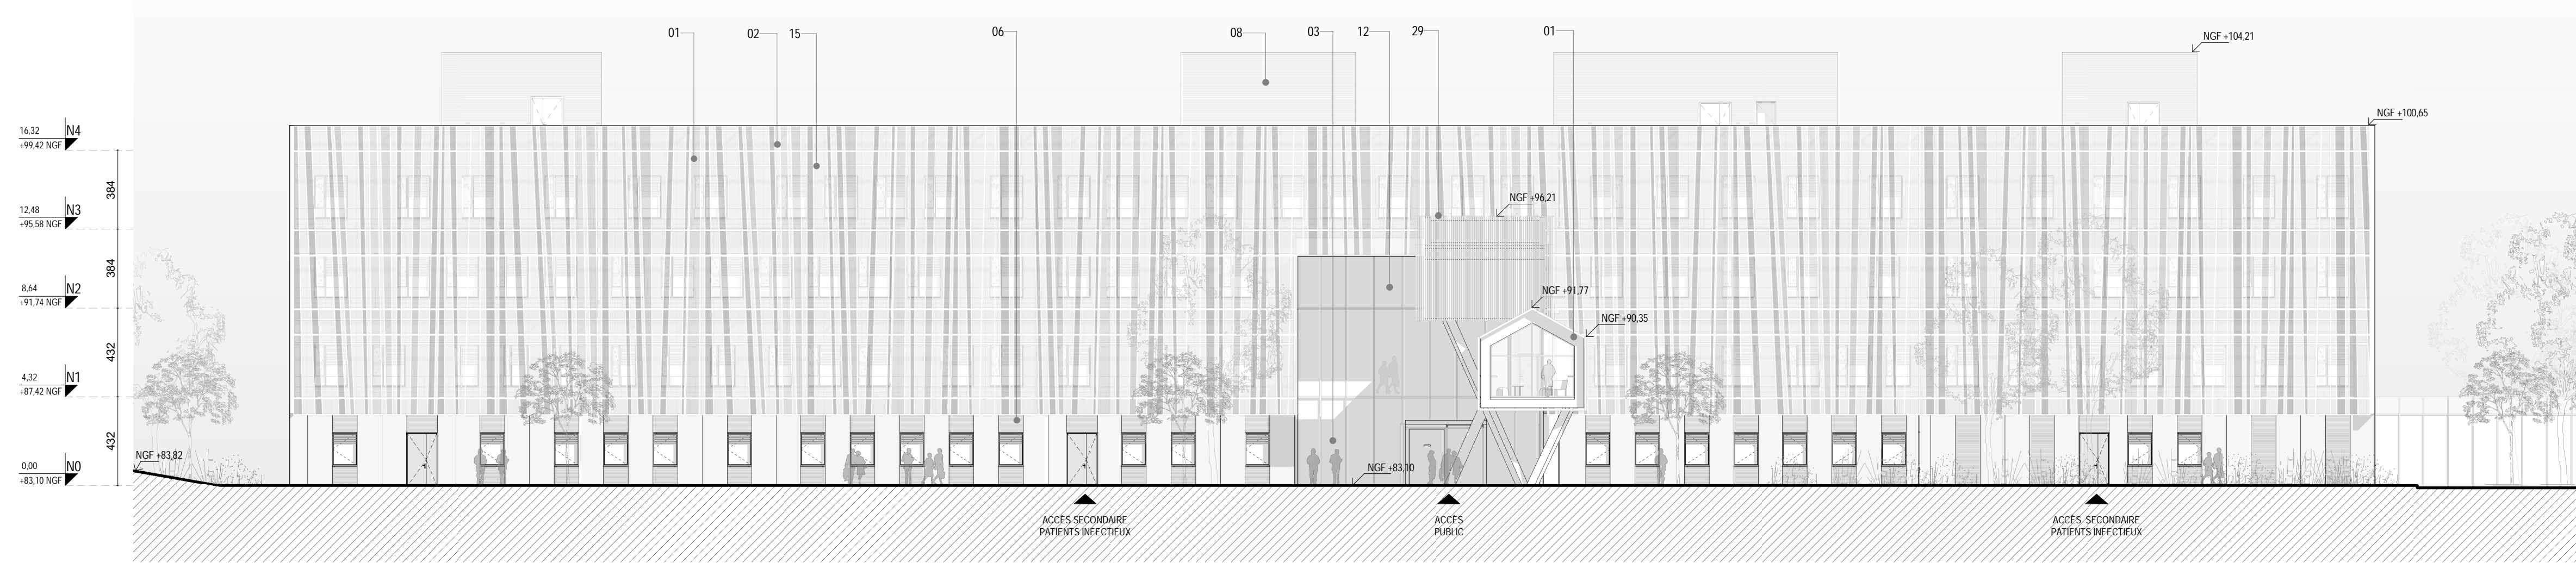 01
02
15
06
08
03
12
29
01
NGF +104,21
NGF +100,65
16,32
N4
+99,42 NGF
384
12,48
N3
+95,58 NGF
NGF +96,21
384
8,64
N2
+91,74 NGF
NGF +91,77
NGF +90,35
432
4,32
N1
+87,42 NGF
432
NGF +83,82
0,00
N0
+83,10 NGF
NGF +83,10
ACCÈS SECONDAIRE
PATIENTS INFECTIEUX
ACCÈS
PUBLIC
ACCÈS SECONDAIRE
PATIENTS INFECTIEUX